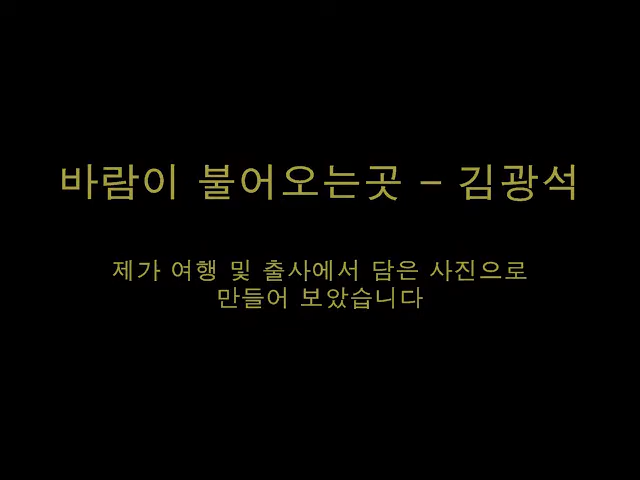 바람이 불어오는곳 – 김광석
제가 여행 및 출사에서 담은 사진으로
만들어 보았습니다